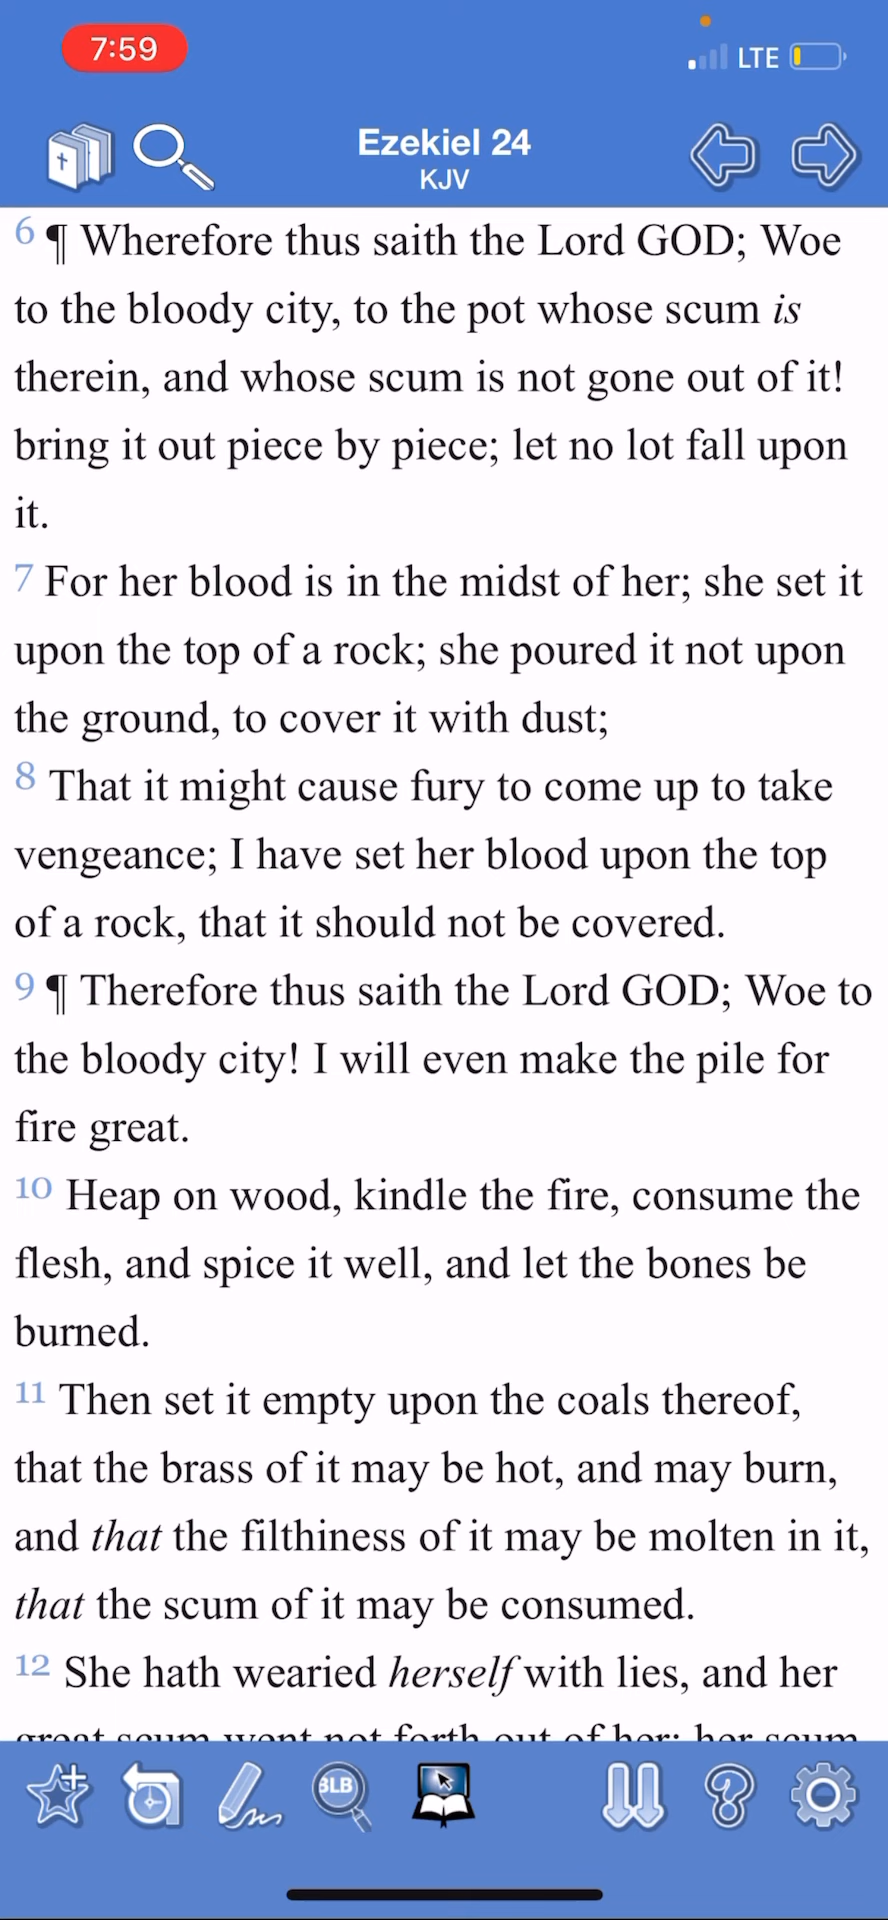 7:59
LTE
Ezekiel 24
KJV
6 ¶ Wherefore thus saith the Lord GOD; Woe
to the bloody city, to the pot whose scum is
therein, and whose scum is not gone out of it!
bring it out piece by piece; let no lot fall upon
it.
7 For her blood is in the midst of her; she set it
upon the top of a rock; she poured it not upon
the ground, to cover it with dust;
8 That it might cause fury to come up to take
vengeance; I have set her blood upon the top
of a rock, that it should not be covered.
9 ¶ Therefore thus saith the Lord GOD; Woe to
the bloody city! I will even make the pile for
fire great.
10 Heap on wood, kindle the fire, consume the
flesh, and spice it well, and let the bones be
burned.
11 Then set it empty upon the coals thereof,
that the brass of it may be hot, and may burn,
and that the filthiness of it may be molten in it,
that the scum of it may be consumed.
12 She hath wearied herself with lies, and her
great scum went not forth out of her: her scum
BLB